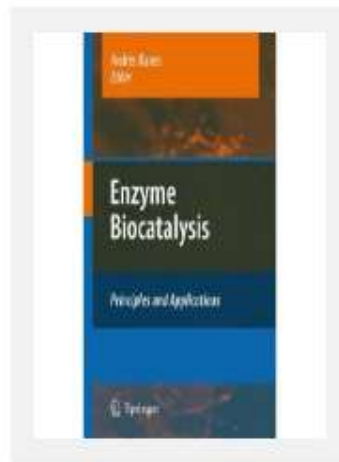 Editor
Enzyme
Biocatalysis
Principles and Applications
Springer